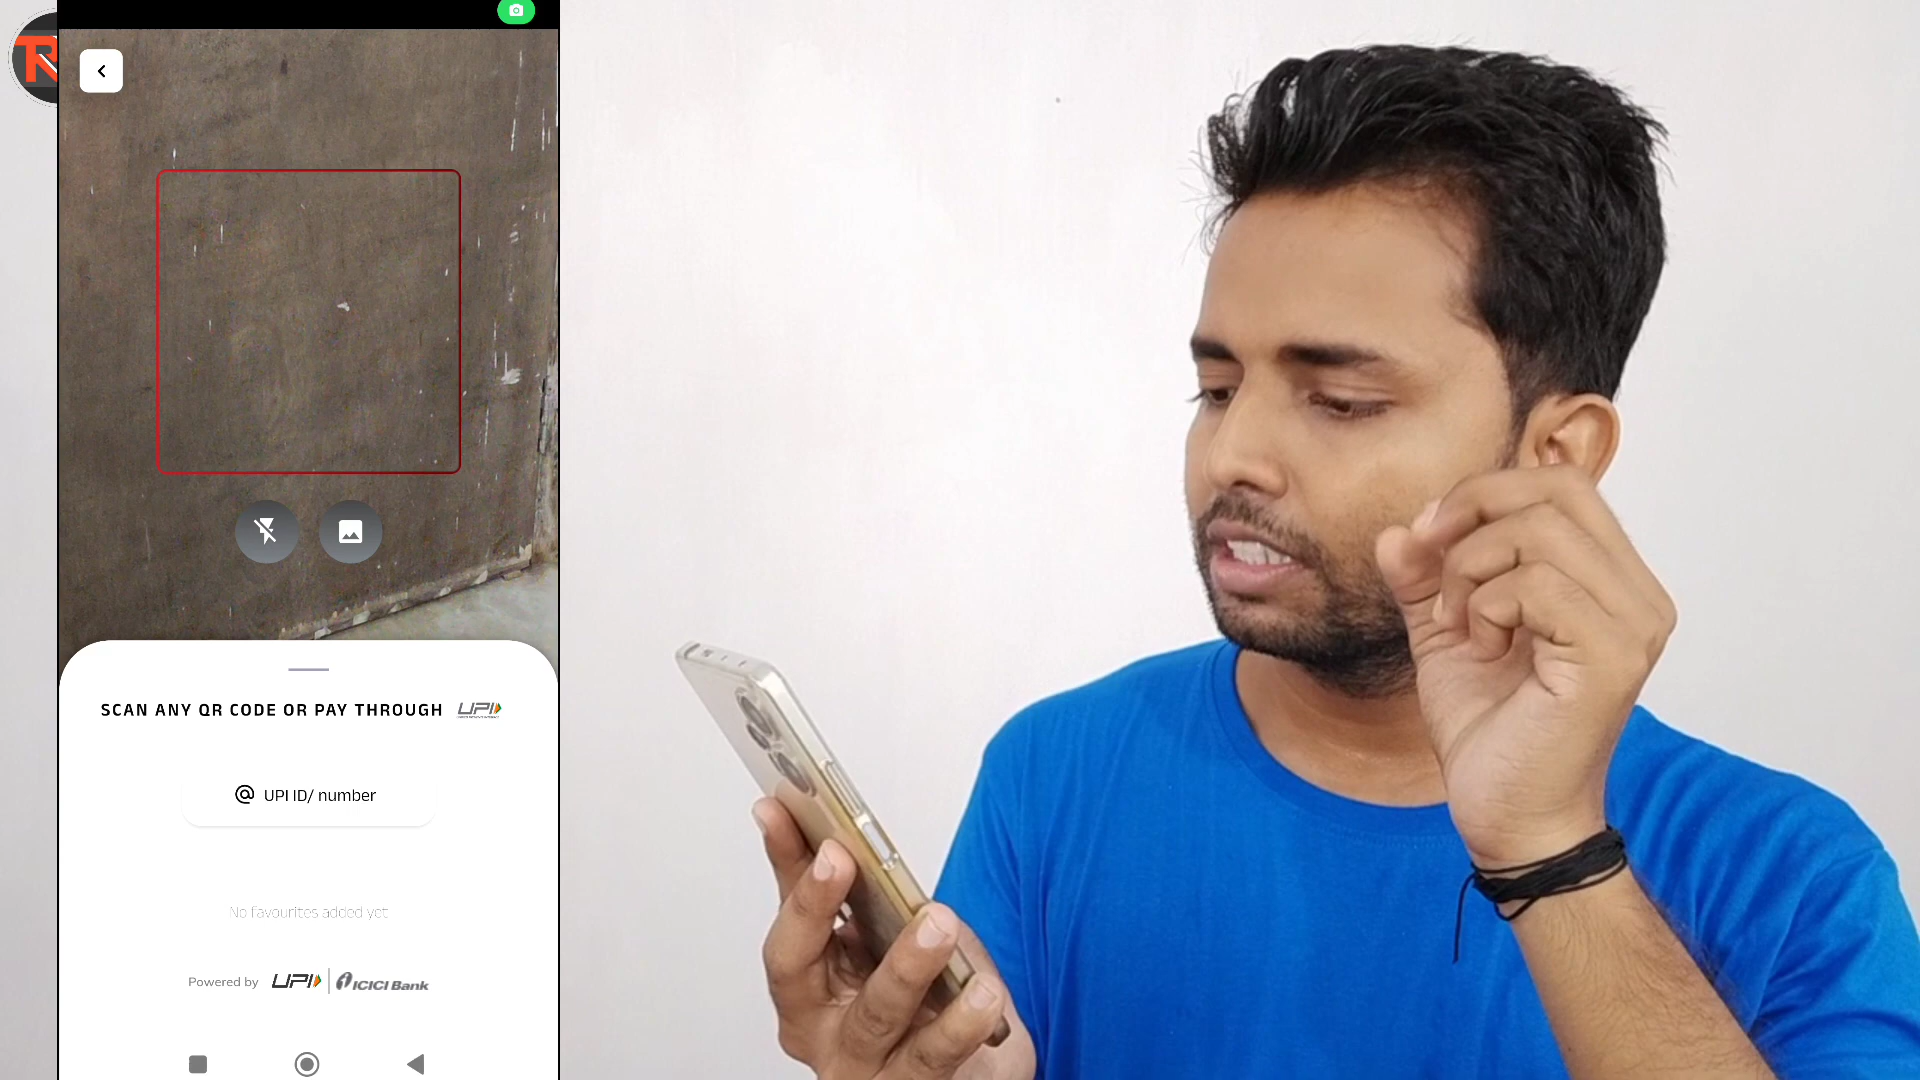 TR
SCAN ANY QR CODE OR PAY THROUGH UPI
UPI ID/ number
No favourites added yet
Powered by UPI ICICI Bank